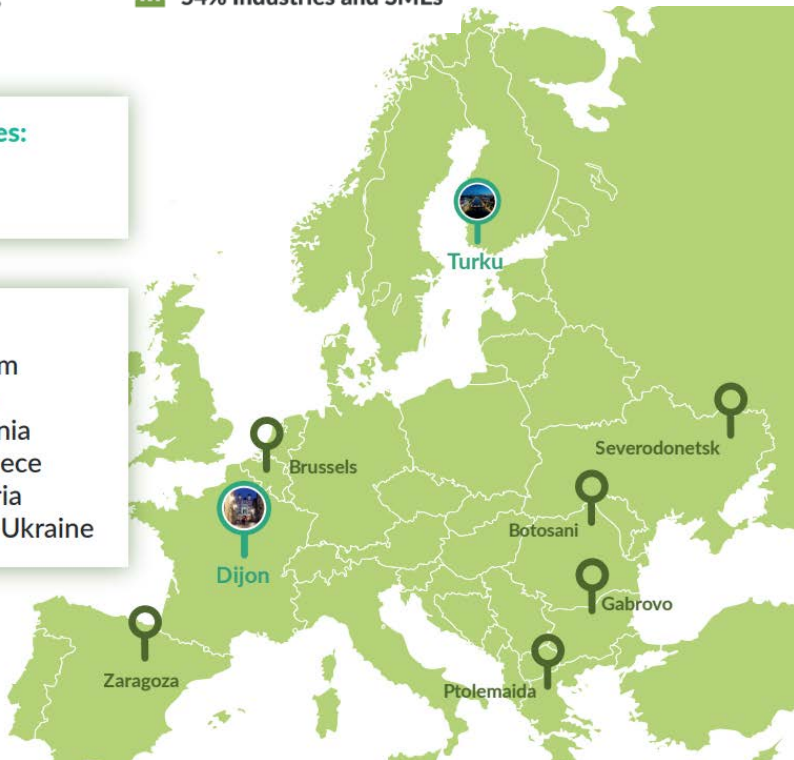 54% Industries and SMEs
es:
m
nia
ece
ria
Ukraine
Turku
Brussels
Severodonetsk
Botosani
Dijon
Gabrovo
Zaragoza
Ptolemaida